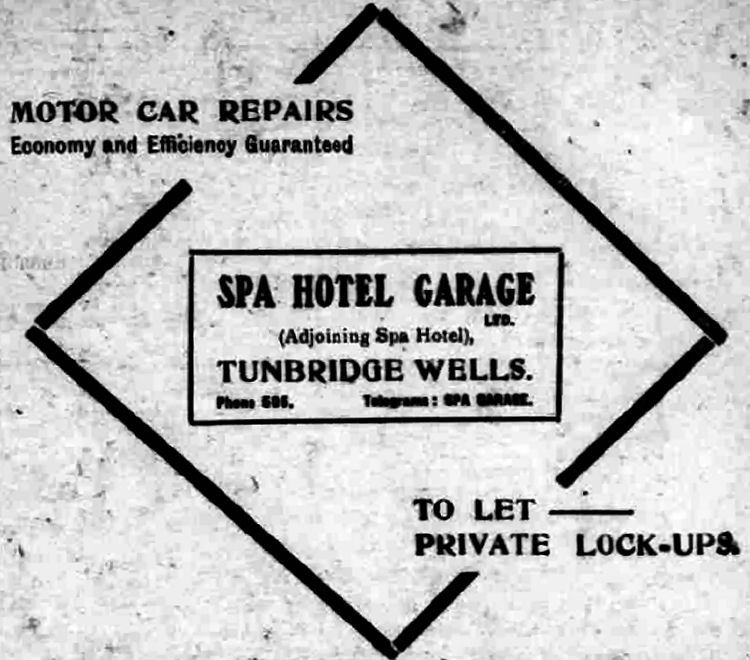 MOTOR CAR REPAIRS
Economy and Efficiency Guaranteed
SPA HOTEL GARAGE
LTD.
(Adjoining Spa Hotel),
TUNBRIDGE WELLS.
Phone Telegrams: SPA GARAGE.
TO LET
PRIVATE LOCK-UPS.